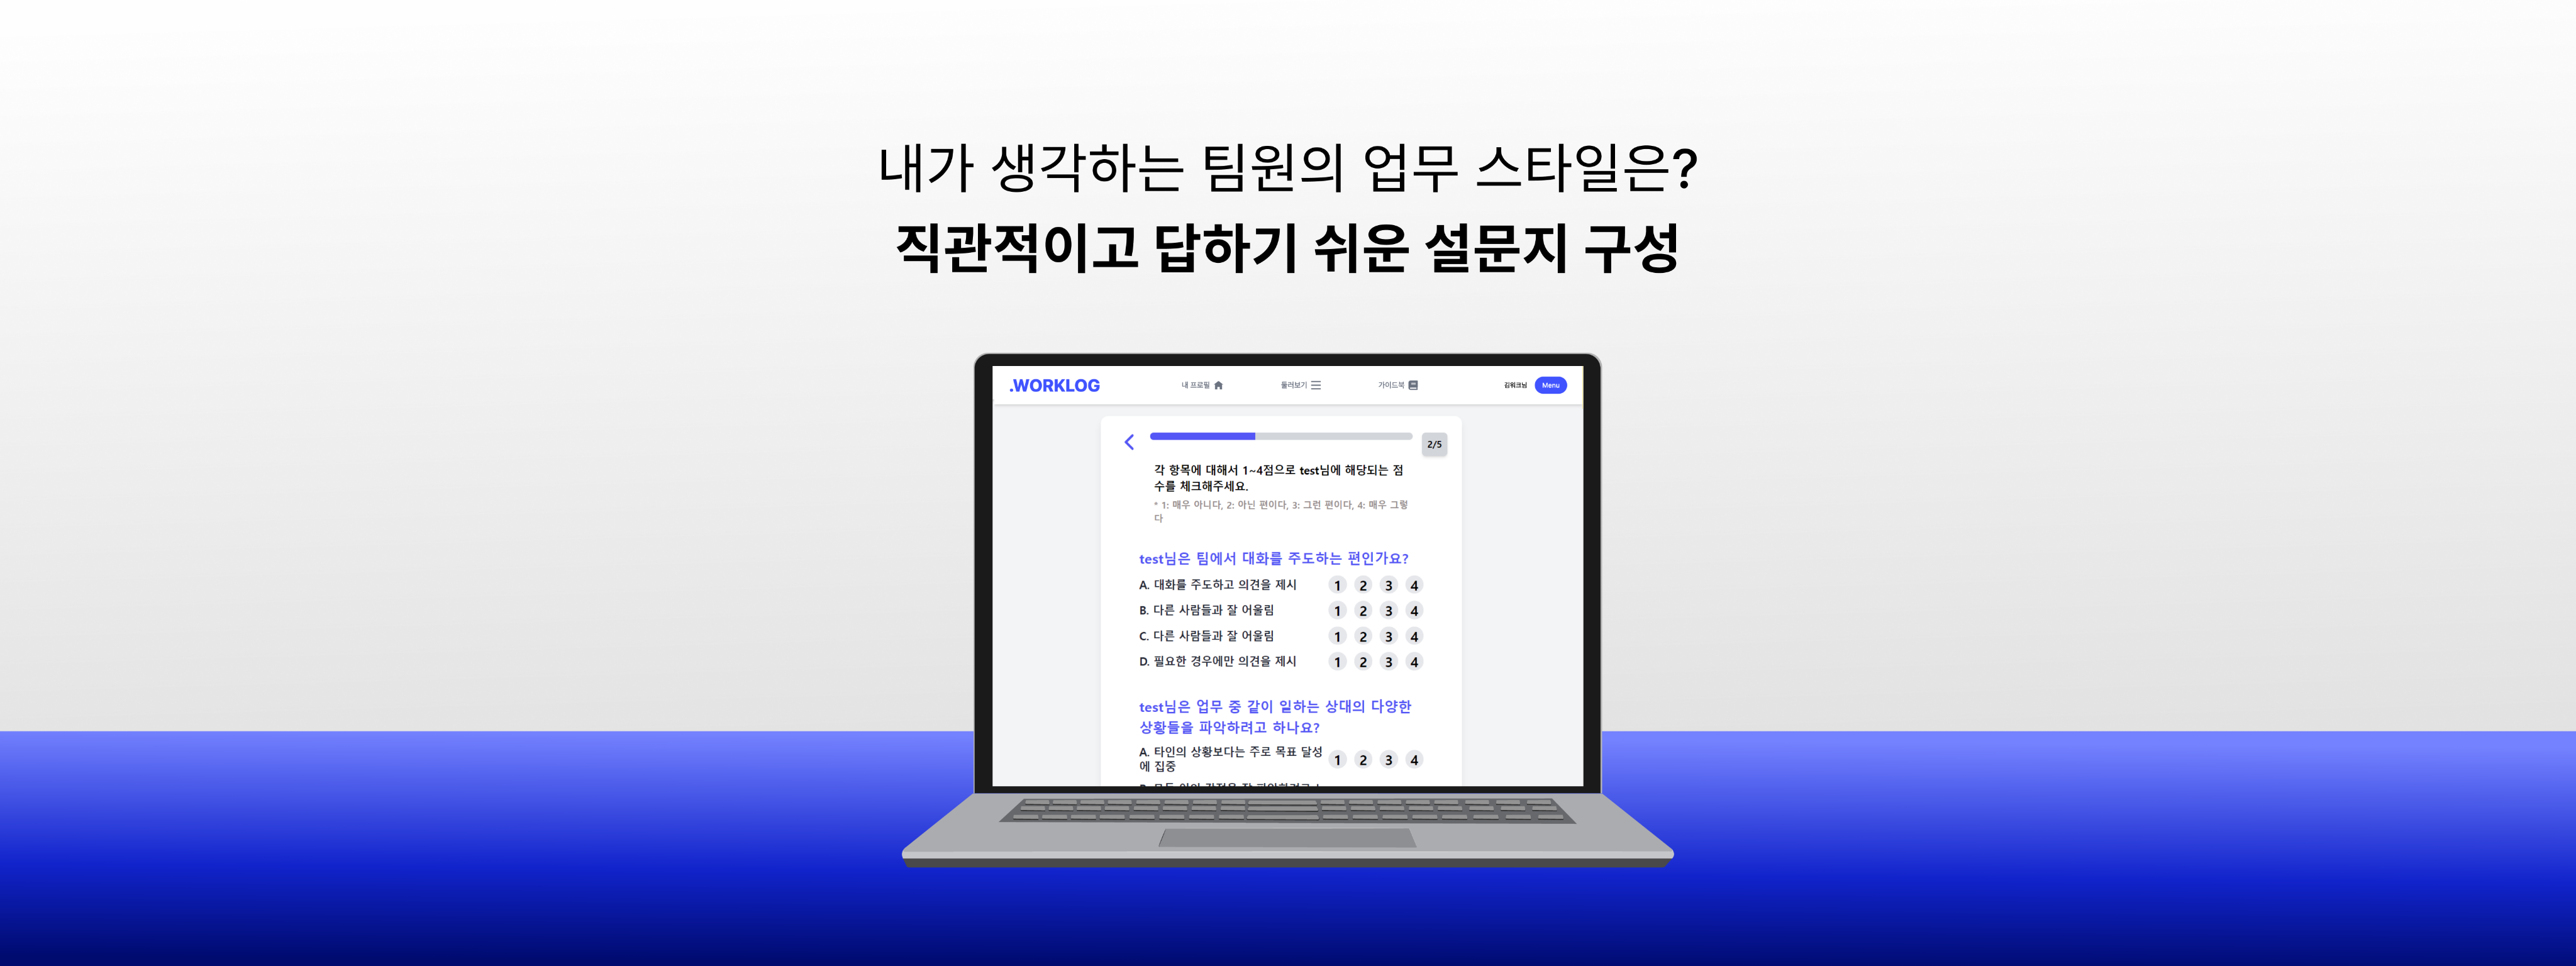 내가 생각하는 팀원의 업무 스타일은?
직관적이고 답하기 쉬운 설문지 구성
.WORKLOG
내 프로필
둘러보기
가이드북
김워크님
Menu
2/5
각 항목에 대해서 1~4점으로 test님에 해당되는 점
수를 체크해주세요.
* 1: 매우 아니다, 2: 아닌 편이다, 3: 그런 편이다, 4: 매우 그렇
다
test님은 팀에서 대화를 주도하는 편인가요?
A. 대화를 주도하고 의견을 제시 1 2 3 4
B. 다른 사람들과 잘 어울림 1 2 3 4
C. 다른 사람들과 잘 어울림 1 2 3 4
D. 필요한 경우에만 의견을 제시 1 2 3 4
test님은 업무 중 같이 일하는 상대의 다양한
상황들을 파악하려고 하나요?
A. 타인의 상황보다는 주로 목표 달성
에 집중 1 2 3 4